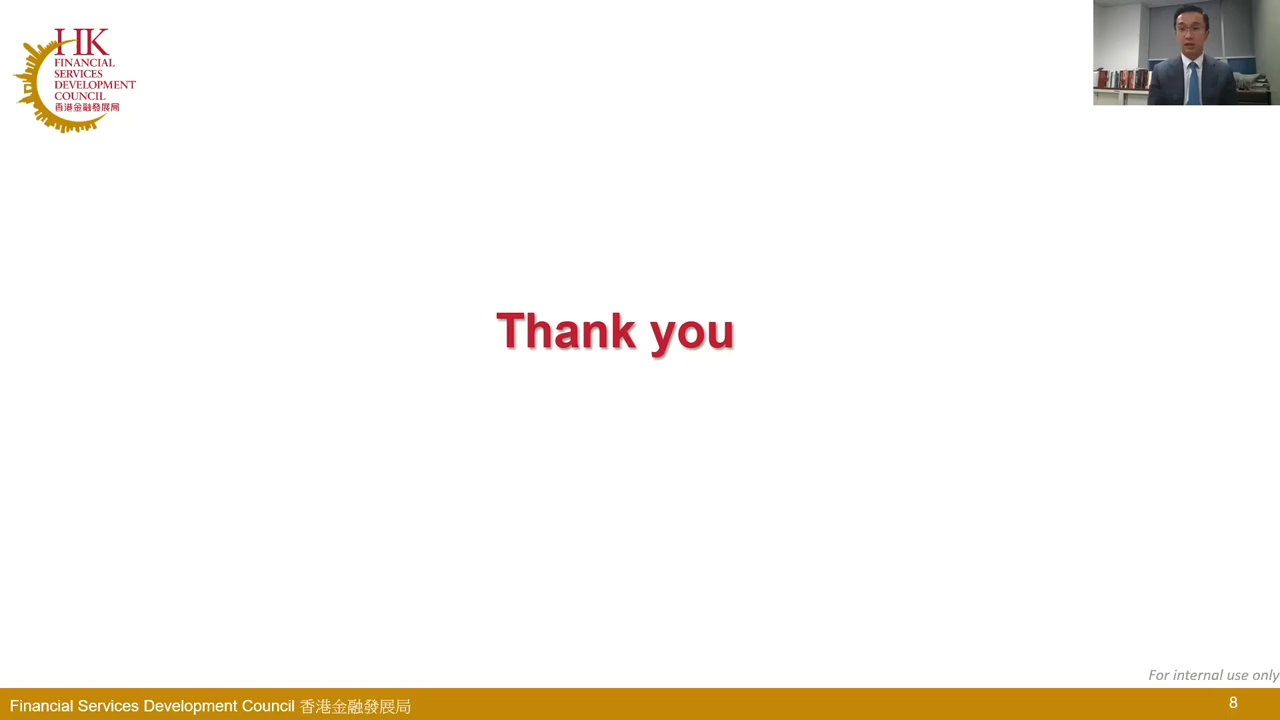 HK
FINANCIAL
SERVICES
DEVELOPMENT
COUNCIL
香港金融發展局
Thank you
For internal use only
Financial Services Development Council 香港金融發展局
8